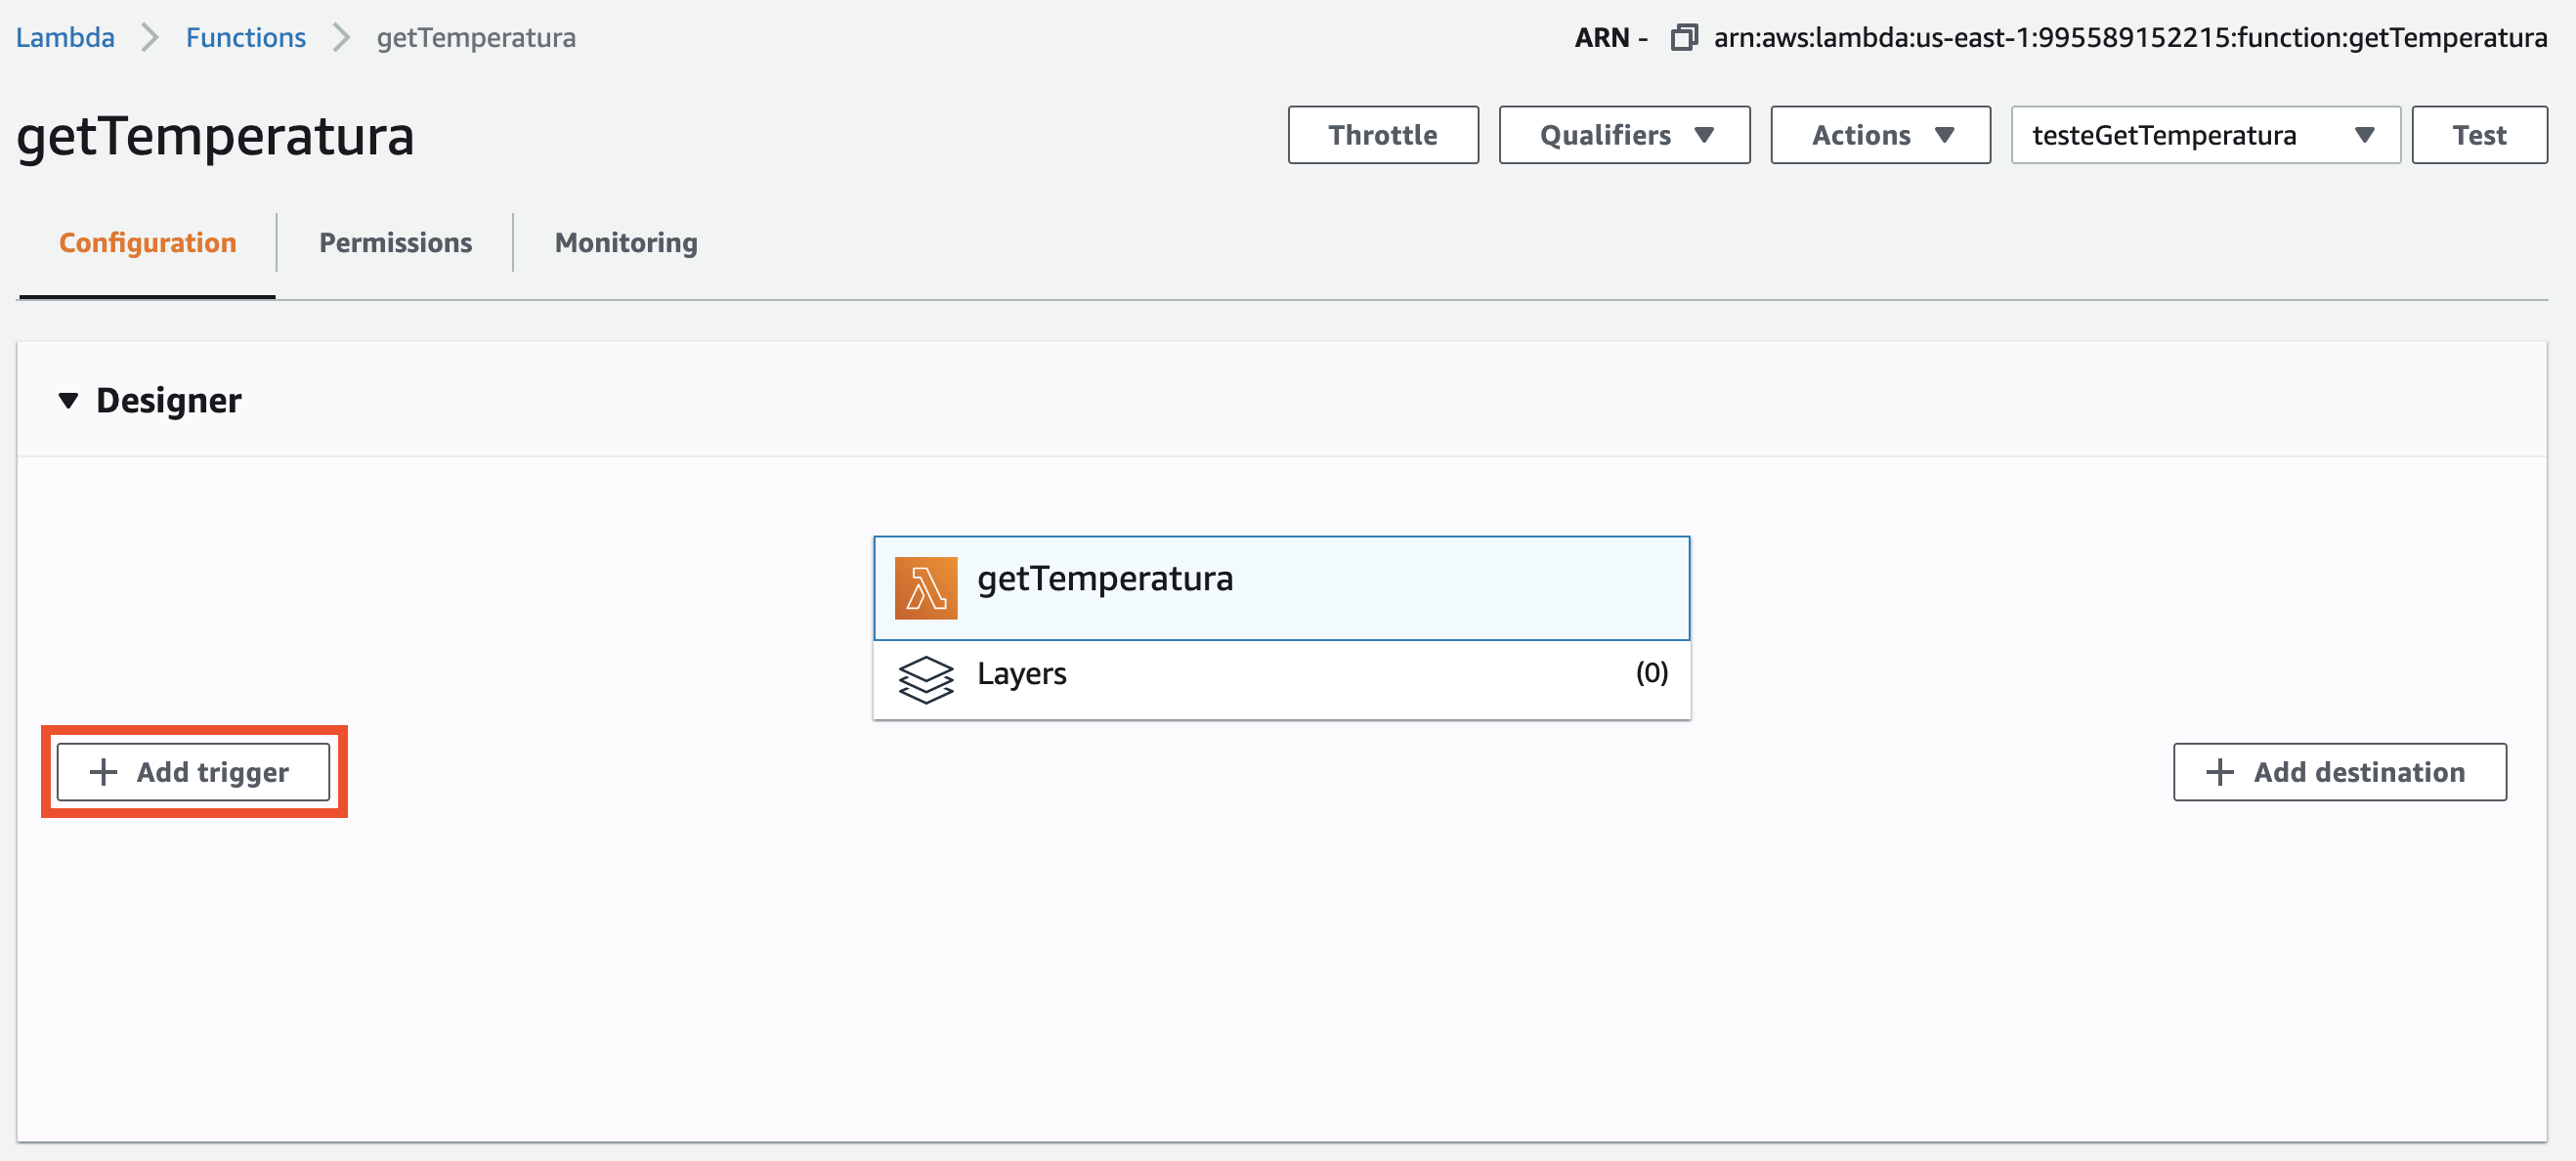 Lambda Functions getTemperatura ARN - arn:aws:lambda:us-east-1:995589152215:function:getTemperatura
getTemperatura Throttle Qualifiers Actions testeGetTemperatura Test
Configuration Permissions Monitoring
Designer
getTemperatura
Layers (0)
Add trigger Add destination